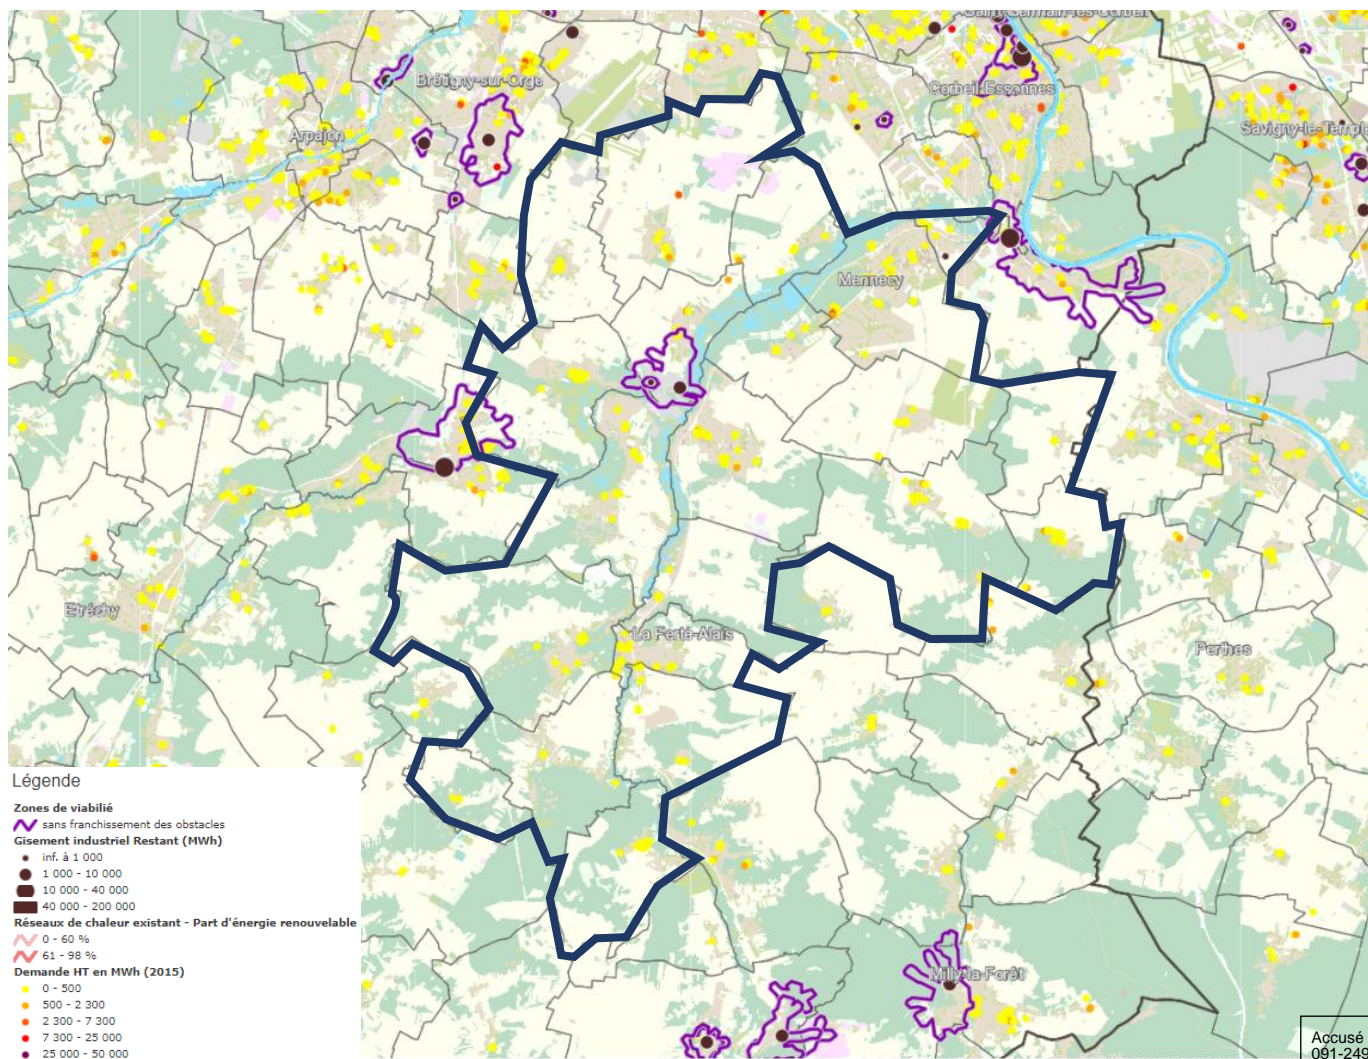 Saint-Germain-lès-Corbeil
Brétigny-sur-Orge
Corbeil-Essonnes
Arpajon
Savigny-le-Temple
Mennecy
Etréchy
La Ferté-Alais
Perthes
Milly-la-Forêt
Légende
Zones de viabilié
sans franchissement des obstacles
Gisement industriel Restant (MWh)
inf. à 1 000
1 000 - 10 000
10 000 - 40 000
40 000 - 200 000
Réseaux de chaleur existant - Part d'énergie renouvelable
0 - 60 %
61 - 98 %
Demande HT en MWh (2015)
0 - 500
500 - 2 300
2 300 - 7 300
7 300 - 25 000
25 000 - 50 000
Accusé
091-249